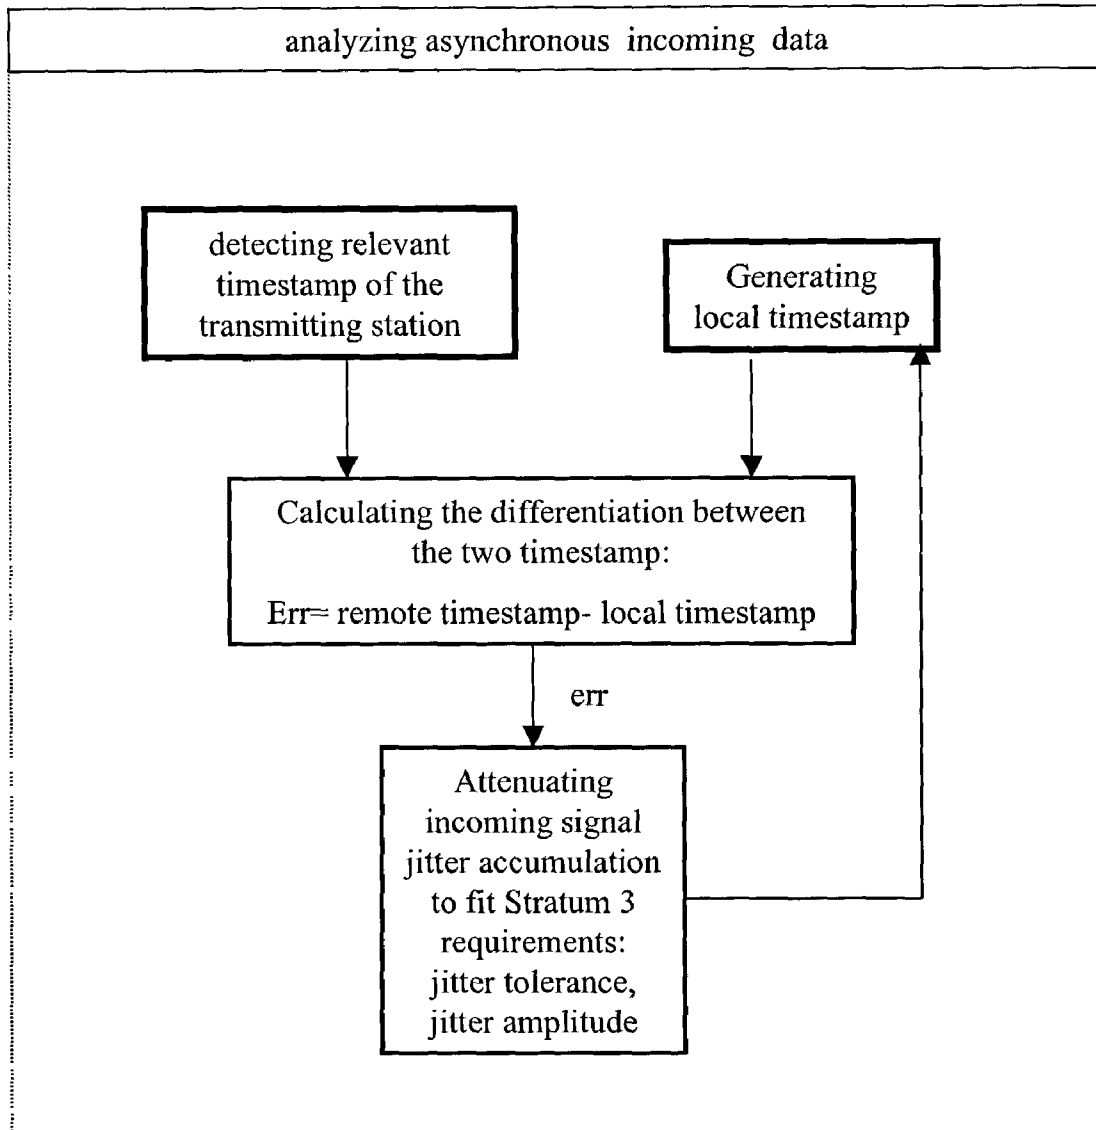 analyzing asynchronous incoming data
detecting relevant
timestamp of the
transmitting station
Generating
local timestamp
Calculating the differentiation between
the two timestamp:
Err= remote timestamp- local timestamp
err
Attenuating
incoming signal
jitter accumulation
to fit Stratum 3
requirements:
jitter tolerance,
jitter amplitude